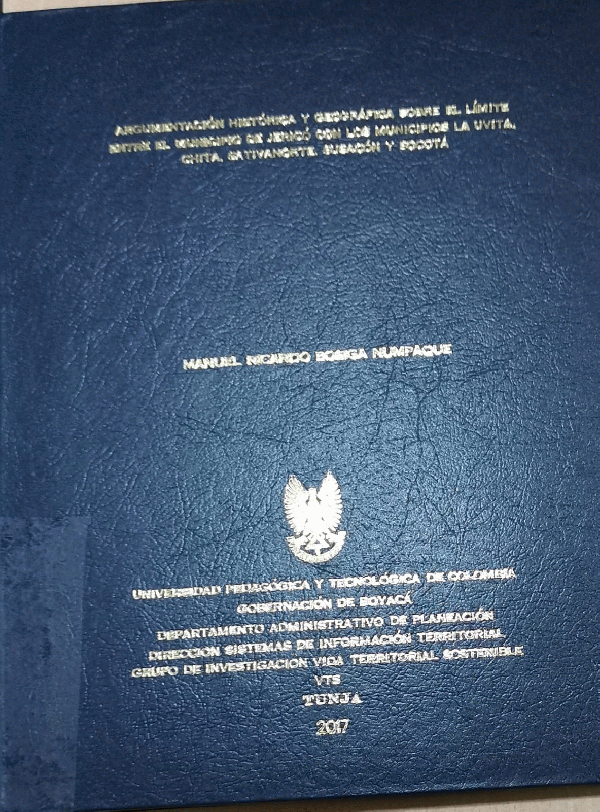 ARGUMENTACIÓN HISTÓRICA Y GEOGRÁFICA SOBRE EL LÍMITE
ENTRE EL MUNICIPIO DE JERICÓ CON LOS MUNICIPIOS LA UVITA,
CHITA, SATIVANORTE, SUSACÓN Y SOCOTÁ
MANUEL RICARDO BOSIGA NUMPAQUE
UNIVERSIDAD PEDAGÓGICA Y TECNOLÓGICA DE COLOMBIA
GOBERNACIÓN DE BOYACÁ
DEPARTAMENTO ADMINISTRATIVO DE PLANEACIÓN
DIRECCION SISTEMAS DE INFORMACIÓN TERRITORIAL
GRUPO DE INVESTIGACION VIDA TERRITORIAL SOSTENIBLE
VTS
TUNJA
2017